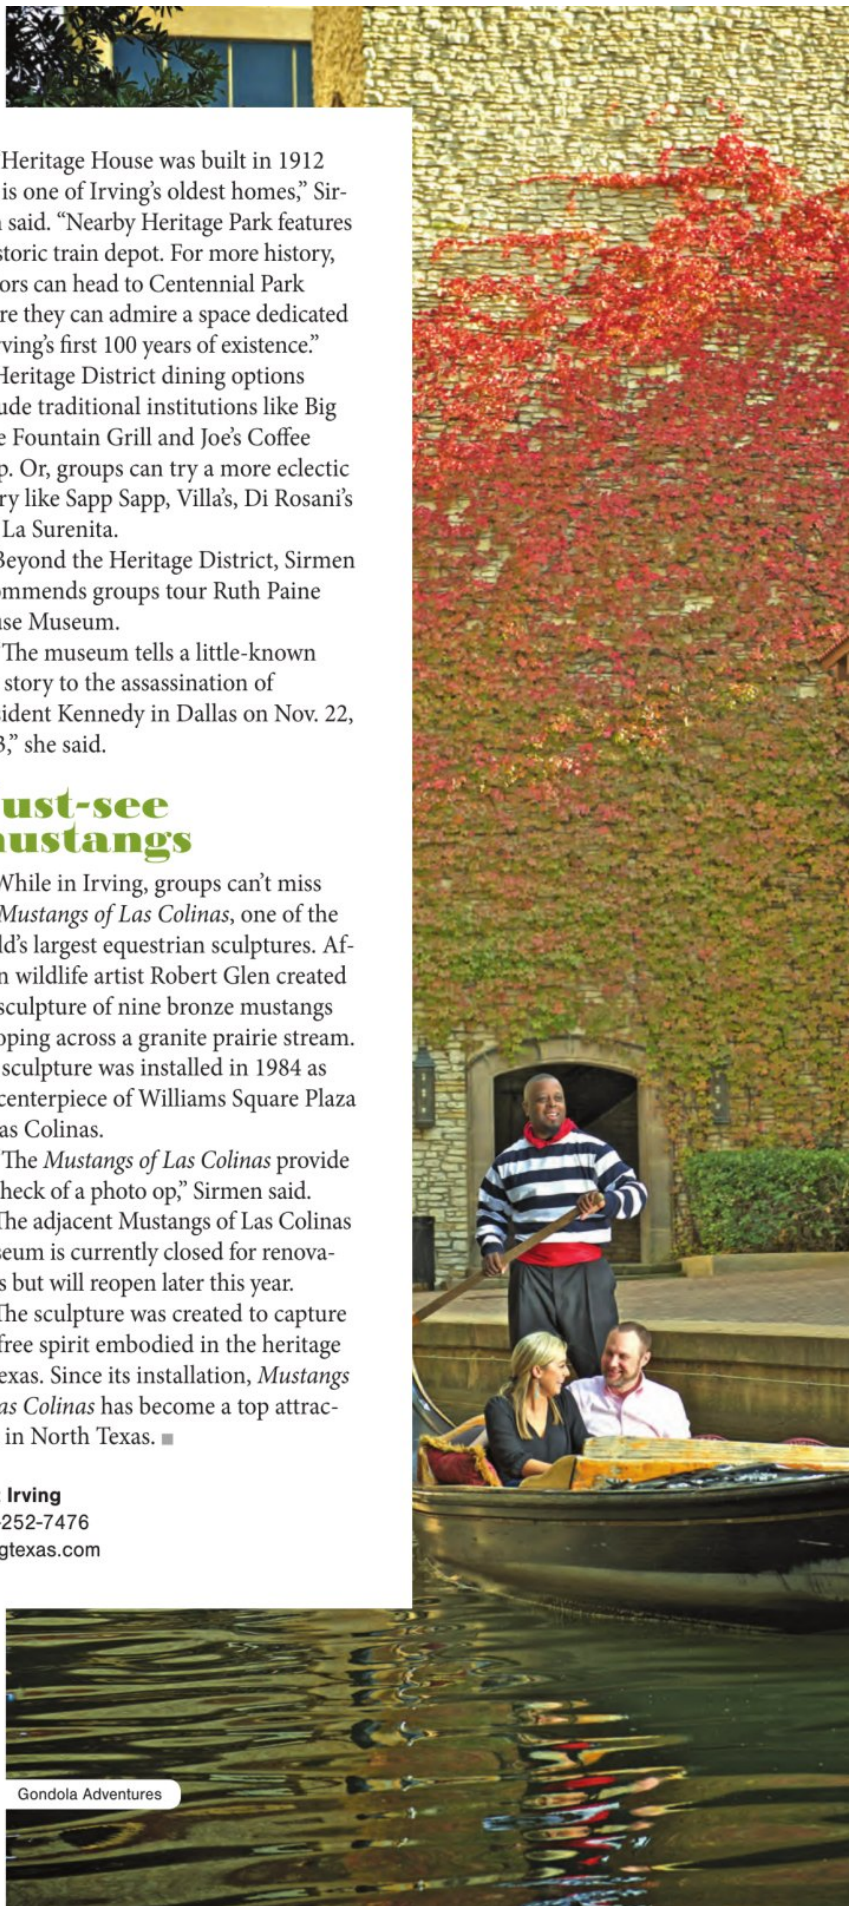 Heritage House was built in 1912
is one of Irving’s oldest homes,” Sir-
said. “Nearby Heritage Park features
storic train depot. For more history,
ors can head to Centennial Park
re they can admire a space dedicated
ving’s first 100 years of existence.”
Heritage District dining options
ude traditional institutions like Big
e Fountain Grill and Joe’s Coffee
p. Or, groups can try a more eclectic
ry like Sapp Sapp, Villa’s, Di Rosani’s
La Surenita.
Beyond the Heritage District, Sirmen
ommends groups tour Ruth Paine
use Museum.
The museum tells a little-known
story to the assassination of
sident Kennedy in Dallas on Nov. 22,
3,” she said.
ust-see
mustangs
While in Irving, groups can’t miss
Mustangs of Las Colinas, one of the
ld’s largest equestrian sculptures. Af-
n wildlife artist Robert Glen created
sculpture of nine bronze mustangs
oping across a granite prairie stream.
sculpture was installed in 1984 as
centerpiece of Williams Square Plaza
as Colinas.
The Mustangs of Las Colinas provide
heck of a photo op,” Sirmen said.
The adjacent Mustangs of Las Colinas
seum is currently closed for renova-
s but will reopen later this year.
The sculpture was created to capture
free spirit embodied in the heritage
exas. Since its installation, Mustangs
as Colinas has become a top attrac-
in North Texas. ■
Irving
-252-7476
gtexas.com
Gondola Adventures